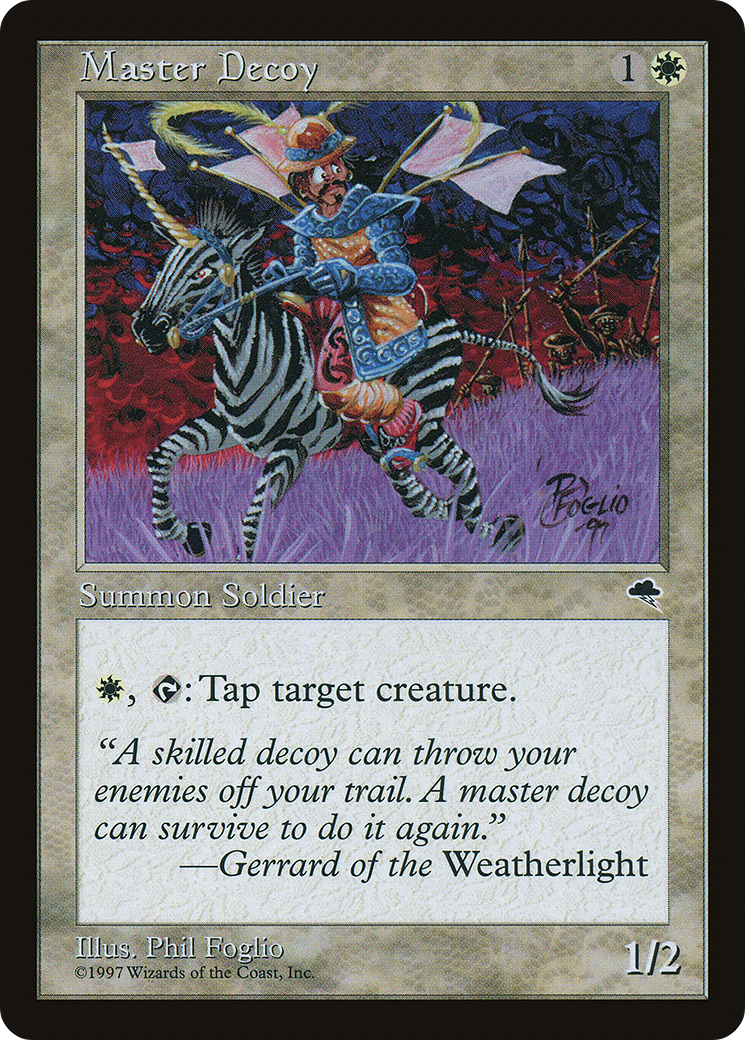 Master Decoy
1
P. FOGLIO
97
Summon Soldier
, : Tap target creature.
“A skilled decoy can throw your
enemies off your trail. A master decoy
can survive to do it again.”
—Gerrard of the Weatherlight
Illus. Phil Foglio
©1997 Wizards of the Coast, Inc.
1/2